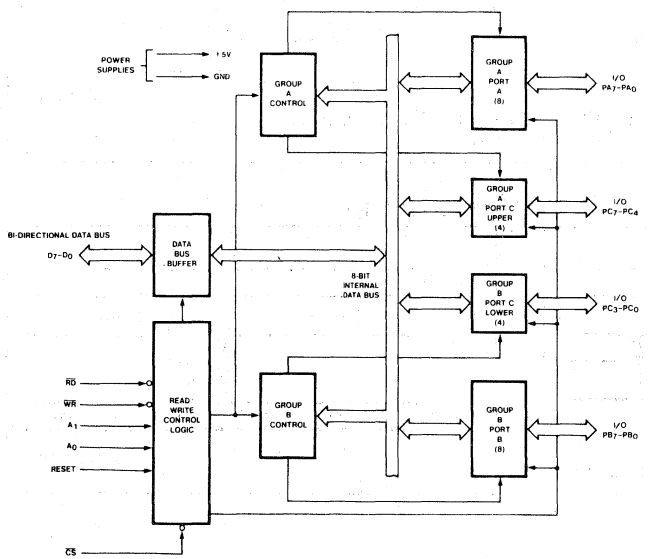 POWER
SUPPLIES
+5V
GND
GROUP
A
CONTROL
GROUP
A
PORT
A
(8)
I/O
PA7-PA0
GROUP
A
PORT C
UPPER
(4)
I/O
PC7-PC4
BI-DIRECTIONAL DATA BUS
D7-D0
DATA
BUS
BUFFER
8-BIT
INTERNAL
DATA BUS
GROUP
B
PORT C
LOWER
(4)
I/O
PC3-PC0
RD
WR
A1
A0
RESET
CS
READ
WRITE
CONTROL
LOGIC
GROUP
B
CONTROL
GROUP
B
PORT
B
(8)
I/O
PB7-PB0